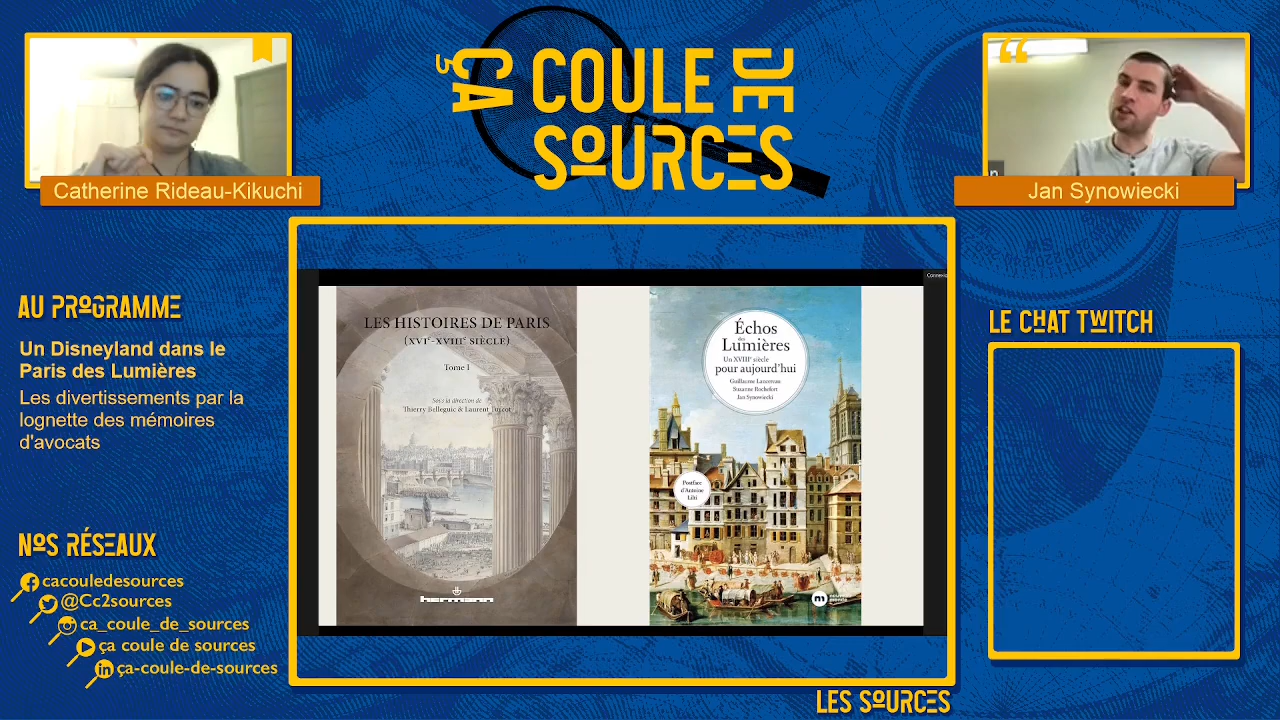 ÇA COULE DE
SOURCES
Catherine Rideau-Kikuchi
Jan Synowiecki
AU PROGRAMME
Un Disneyland dans le
Paris des Lumières
Les divertissements par la
lognette des mémoires
d'avocats
NOS RÉSEAUX
cacouledesources
@Cc2sources
ca_coule_de_sources
ça coule de sources
in ça-coule-de-sources
LES HISTOIRES DE PARIS
(XVIe-XVIIIe SIÈCLE)
Tome I
Sous la direction de
Thierry Belleguic & Laurent Turcot
hermann
Échos
des
Lumières
Un XVIIIe siècle
pour aujourd'hui
Guillaume Lancereau
Suzanne Rochefort
Jan Synowiecki
Postface
d'Antoine
Lilti
LE CHAT TWITCH
LES SOURCES